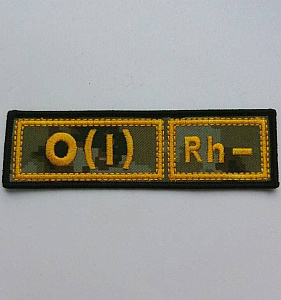 O(I) Rh-